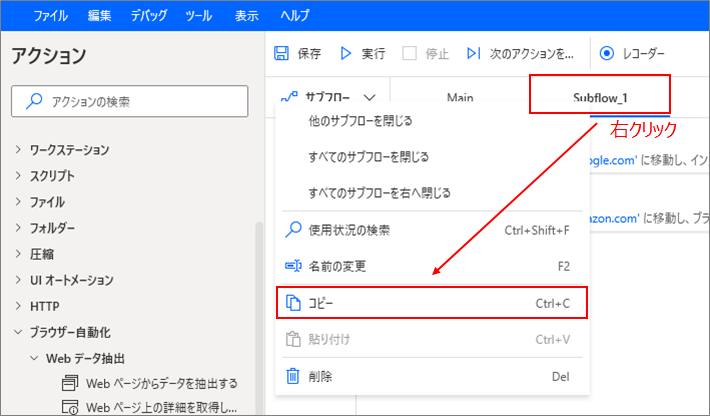 ファイル 編集 デバッグ ツール 表示 ヘルプ
アクション
保存 実行 停止 次のアクションを... レコーダー
アクションの検索
サブフロー Main Subflow_1
右クリック
他のサブフローを閉じる
すべてのサブフローを閉じる
すべてのサブフローを右へ閉じる
使用状況の検索 Ctrl+Shift+F
名前の変更 F2
コピー Ctrl+C
貼り付け Ctrl+V
削除 Del
ogle.com' に移動し、イン
azon.com' に移動し、ブラ
ワークステーション
スクリプト
ファイル
フォルダー
圧縮
UI オートメーション
HTTP
ブラウザー自動化
Web データ抽出
Web ページからデータを抽出する
Web ページ上の詳細を取得し...